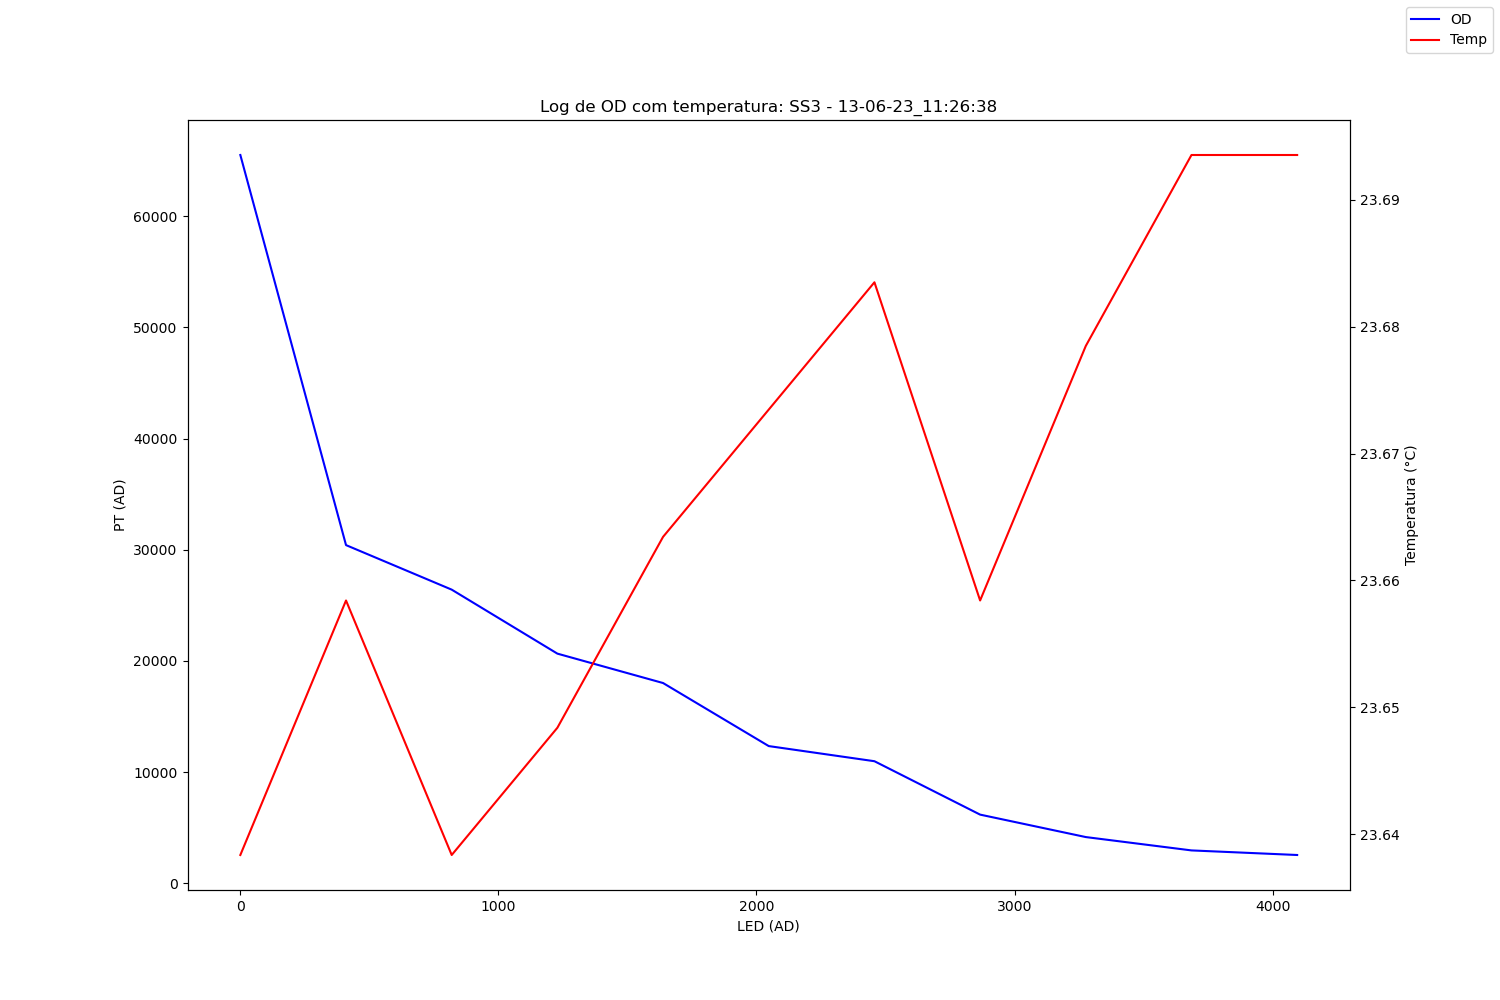 OD
Temp
Log de OD com temperatura: SS3 - 13-06-23_11:26:38
60000
50000
40000
30000
20000
10000
0
PT (AD)
23.69
23.68
23.67
23.66
23.65
23.64
Temperatura (°C)
0 1000 2000 3000 4000
LED (AD)